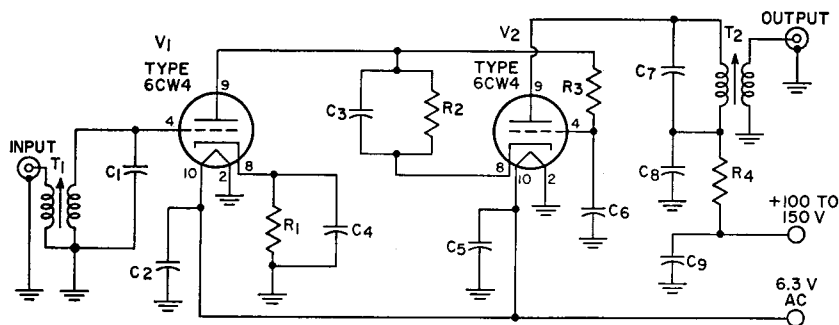 V1
TYPE
6CW4
9
4
10
2
8
INPUT
T1
C1
C2
R1
C4
C3
R2
V2
TYPE
6CW4
9
4
8
10
2
R3
C5
C6
C7
C8
T2
OUTPUT
R4
C9
+100 TO
150 V
6.3 V
AC